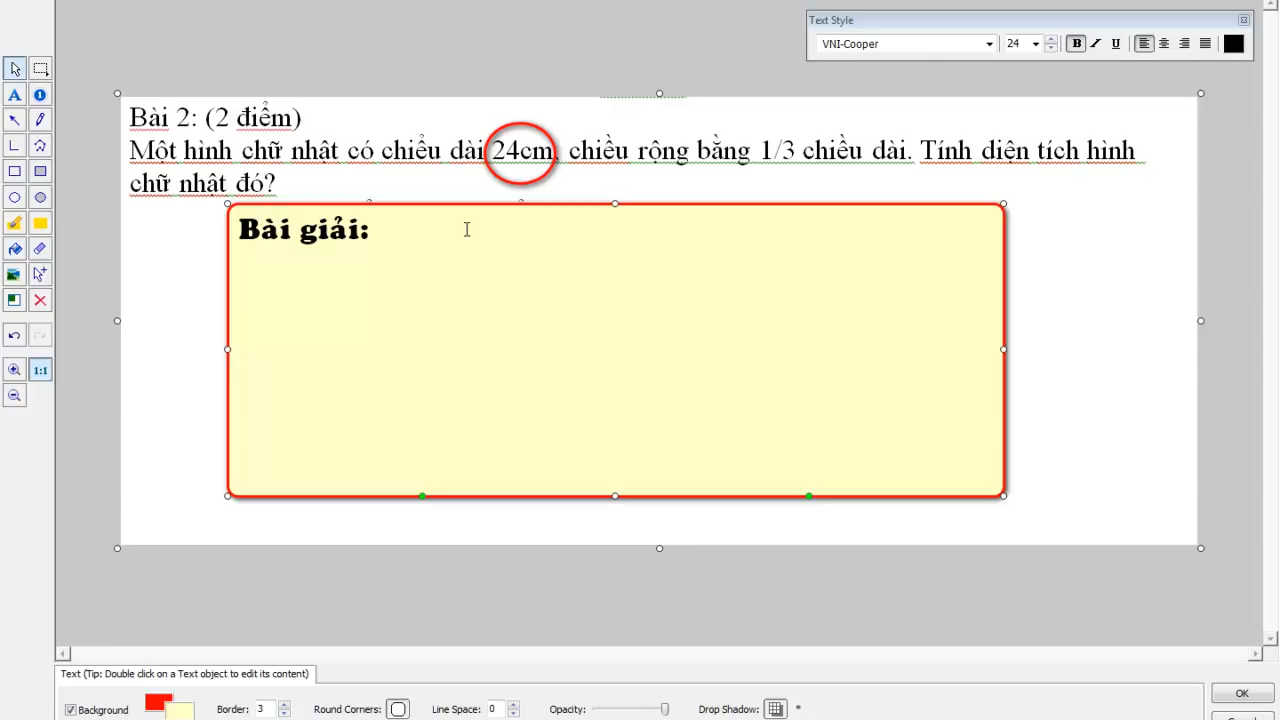 Text Style
VNI-Cooper
24
B
U
Bài 2: (2 điểm)
Một hình chữ nhật có chiểu dài 24cm, chiều rộng bằng 1/3 chiều dài. Tính diện tích hình
chữ nhật đó?
Bài giải:
A
1
1:1
Text (Tip: Double click on a Text object to edit its content)
OK
Background
Border: 3
Round Corners:
Line Space: 0
Opacity:
Drop Shadow: